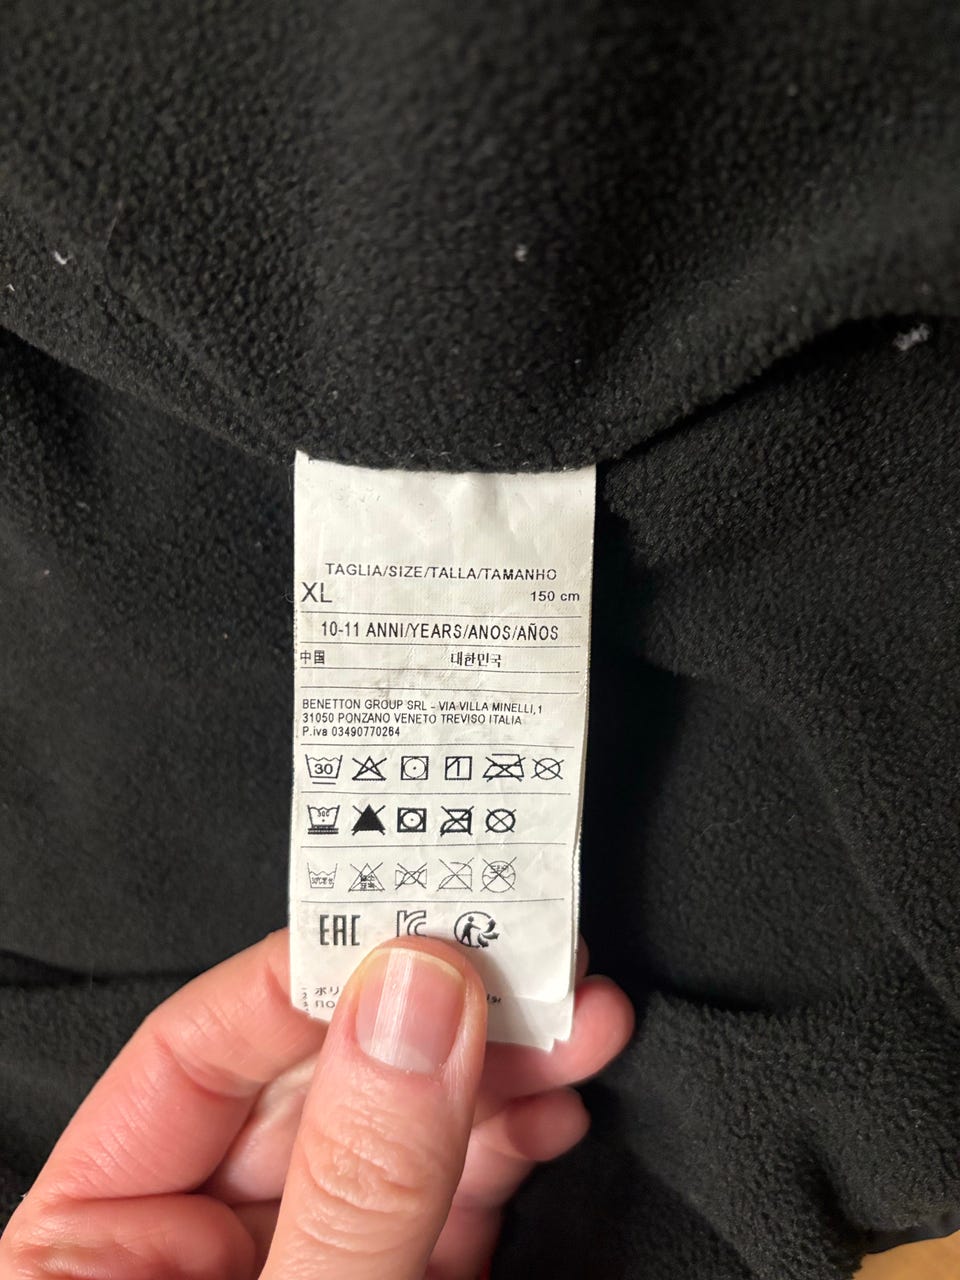 TAGLIA/SIZE/TALLA/TAMANHO
XL 150 cm
10-11 ANNI/YEARS/ANOS/AÑOS
中国 대한민국
BENETTON GROUP SRL - VIA VILLA MINELLI,1
31050 PONZANO VENETO TREVISO ITALIA
P.iva 03490770264
30
EAC